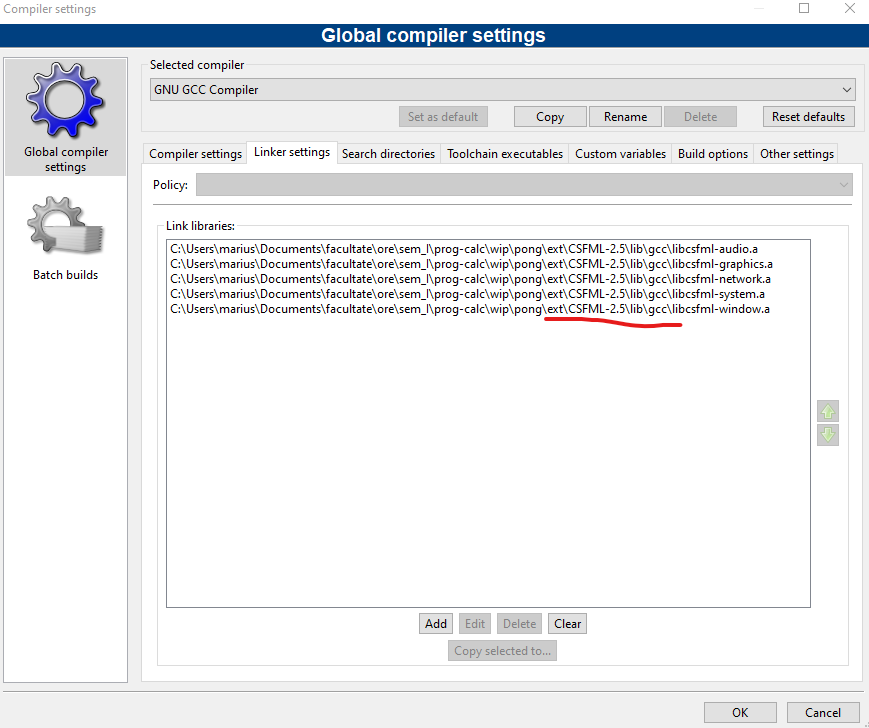 Compiler settings
Global compiler settings
Global compiler
settings
Batch builds
Selected compiler
GNU GCC Compiler
Set as default Copy Rename Delete Reset defaults
Compiler settings Linker settings Search directories Toolchain executables Custom variables Build options Other settings
Policy:
Link libraries:
C:\Users\marius\Documents\facultate\ore\sem_I\prog-calc\wip\pong\ext\CSFML-2.5\lib\gcc\libcsfml-audio.a
C:\Users\marius\Documents\facultate\ore\sem_I\prog-calc\wip\pong\ext\CSFML-2.5\lib\gcc\libcsfml-graphics.a
C:\Users\marius\Documents\facultate\ore\sem_I\prog-calc\wip\pong\ext\CSFML-2.5\lib\gcc\libcsfml-network.a
C:\Users\marius\Documents\facultate\ore\sem_I\prog-calc\wip\pong\ext\CSFML-2.5\lib\gcc\libcsfml-system.a
C:\Users\marius\Documents\facultate\ore\sem_I\prog-calc\wip\pong\ext\CSFML-2.5\lib\gcc\libcsfml-window.a
Add Edit Delete Clear
Copy selected to...
OK Cancel